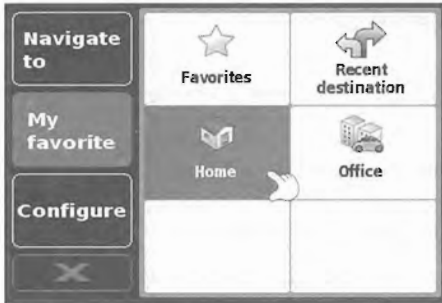 Navigate
to
My
favorite
Configure
Favorites
Recent
destination
Home
Office